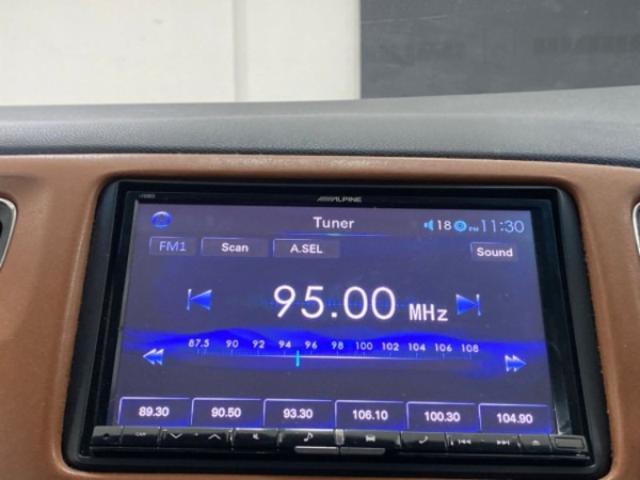 ALPINE
Tuner
18 PM 11:30
FM1 Scan A.SEL Sound
95.00 MHz
87.5 90 92 94 96 98 100 102 104 106 108
89.30 90.50 93.30 106.10 100.30 104.90